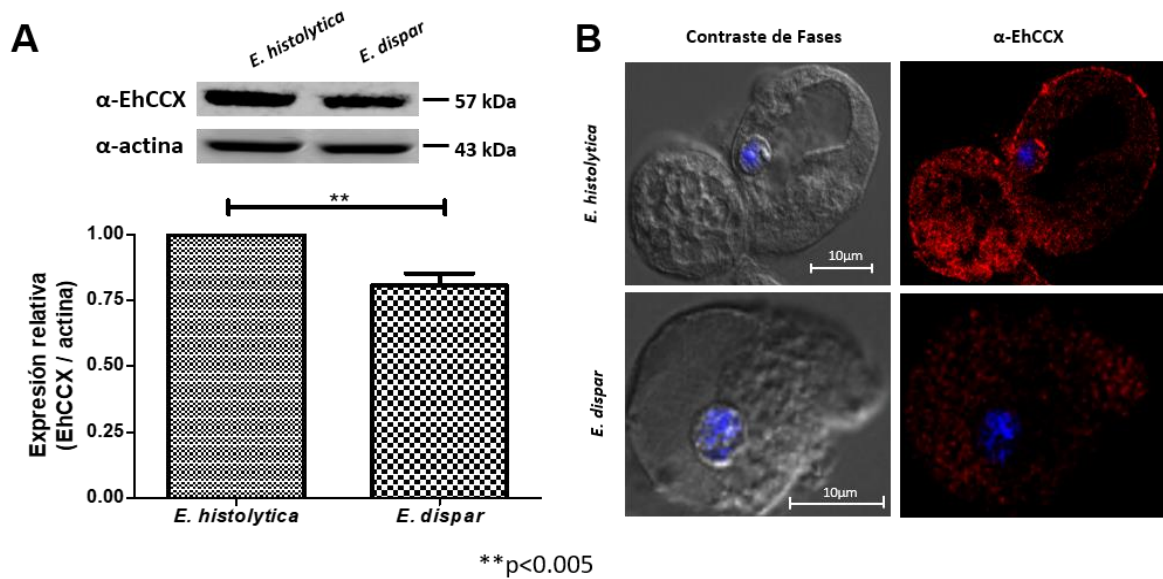 A
E. histolytica
E. dispar
α-EhCCX
57 kDa
α-actina
43 kDa
**
Expresión relativa
(EhCCX / actina)
1.00
0.75
0.50
0.25
0.00
E. histolytica
E. dispar
**p<0.005
B
Contraste de Fases
α-EhCCX
E. histolytica
10µm
E. dispar
10µm